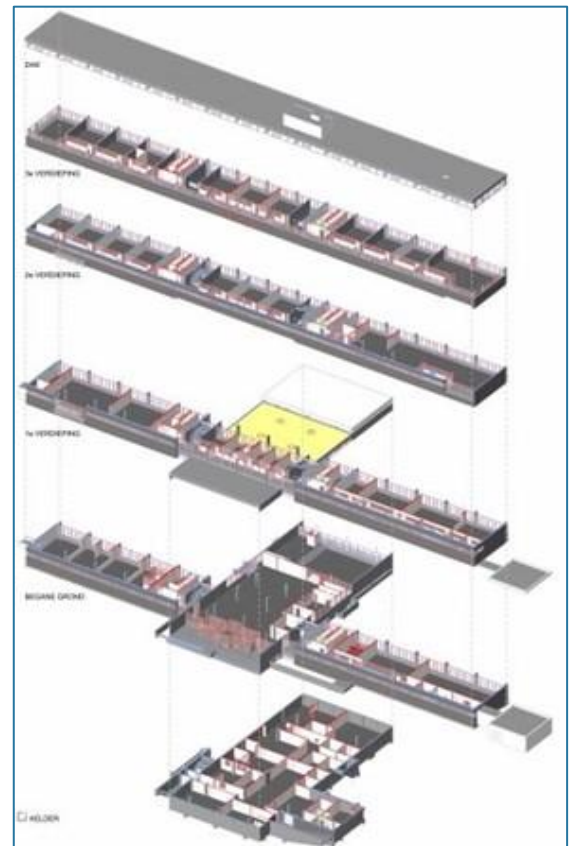 DAK
3e VERDIEPING
2e VERDIEPING
1e VERDIEPING
BEGANE GROND
KELDER